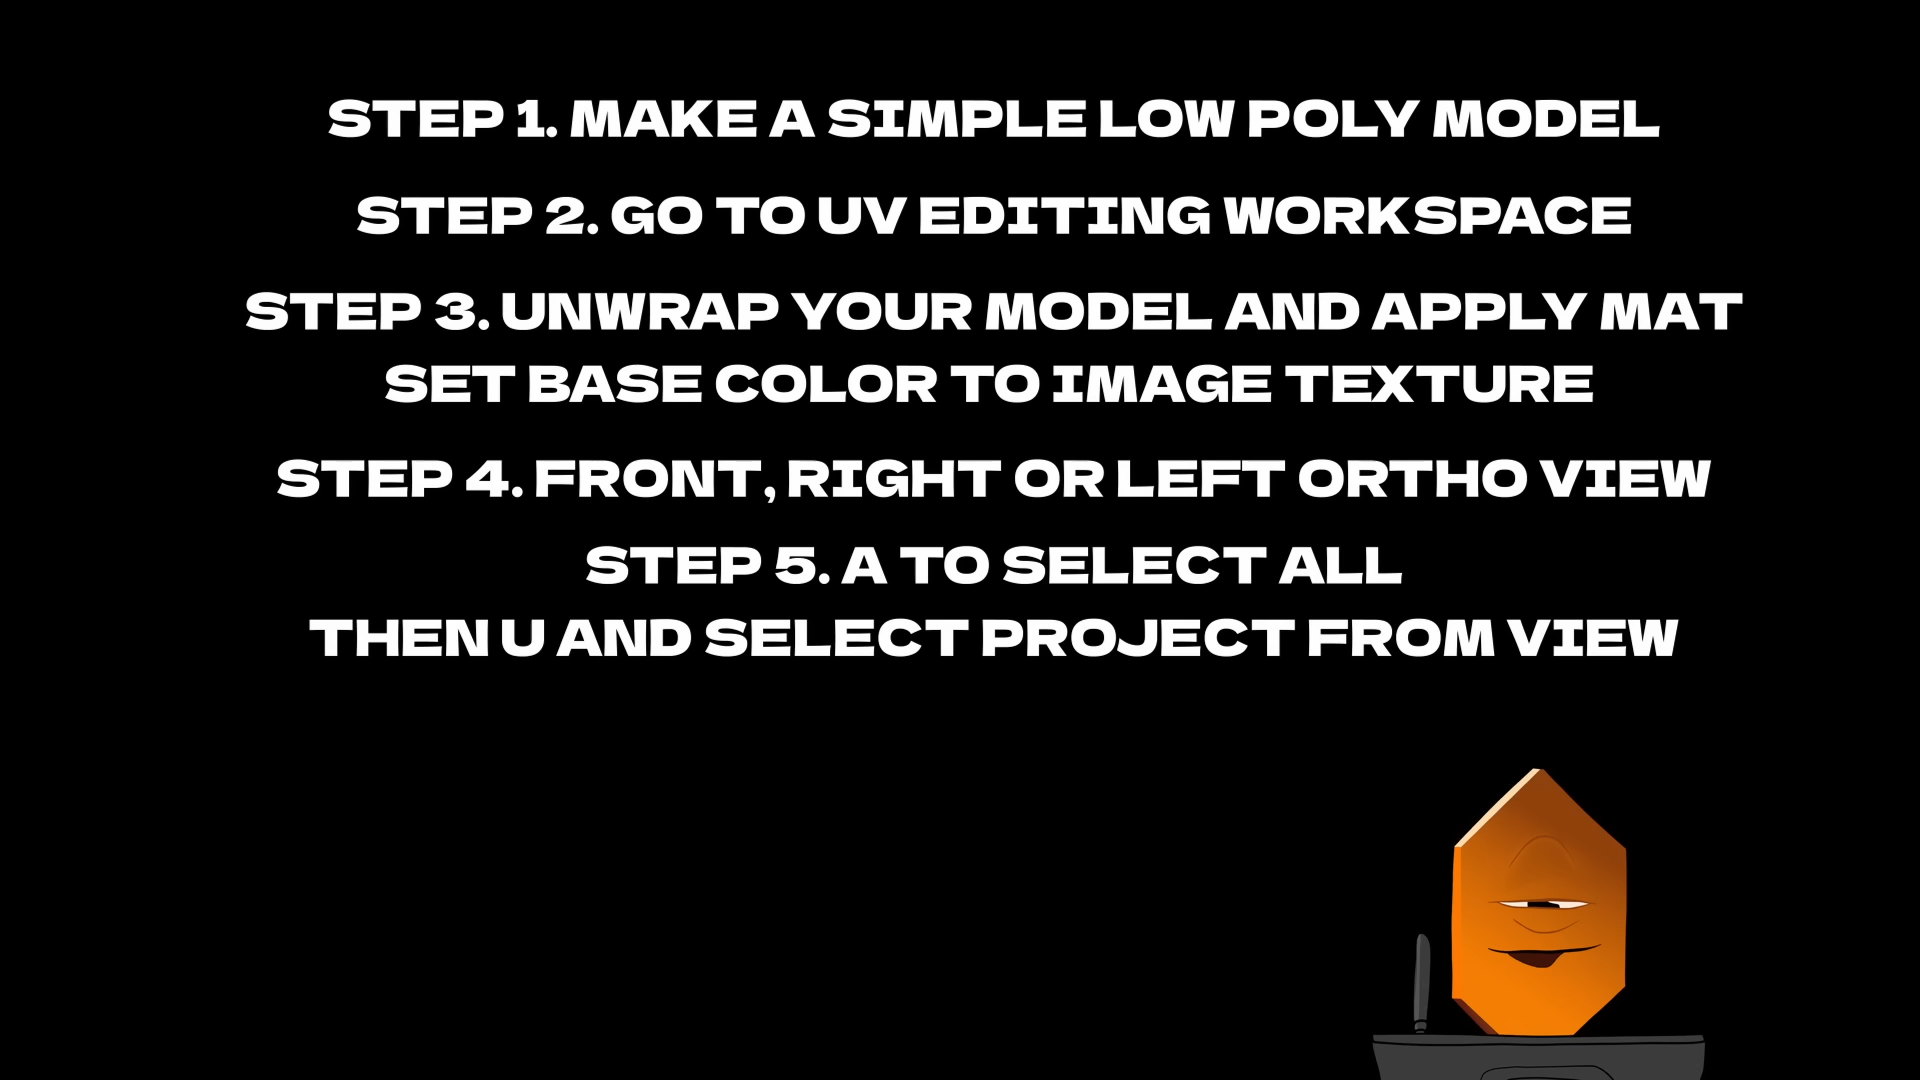 STEP 1. MAKE A SIMPLE LOW POLY MODEL
STEP 2. GO TO UV EDITING WORKSPACE
STEP 3. UNWRAP YOUR MODEL AND APPLY MAT
SET BASE COLOR TO IMAGE TEXTURE
STEP 4. FRONT, RIGHT OR LEFT ORTHO VIEW
STEP 5. A TO SELECT ALL
THEN U AND SELECT PROJECT FROM VIEW